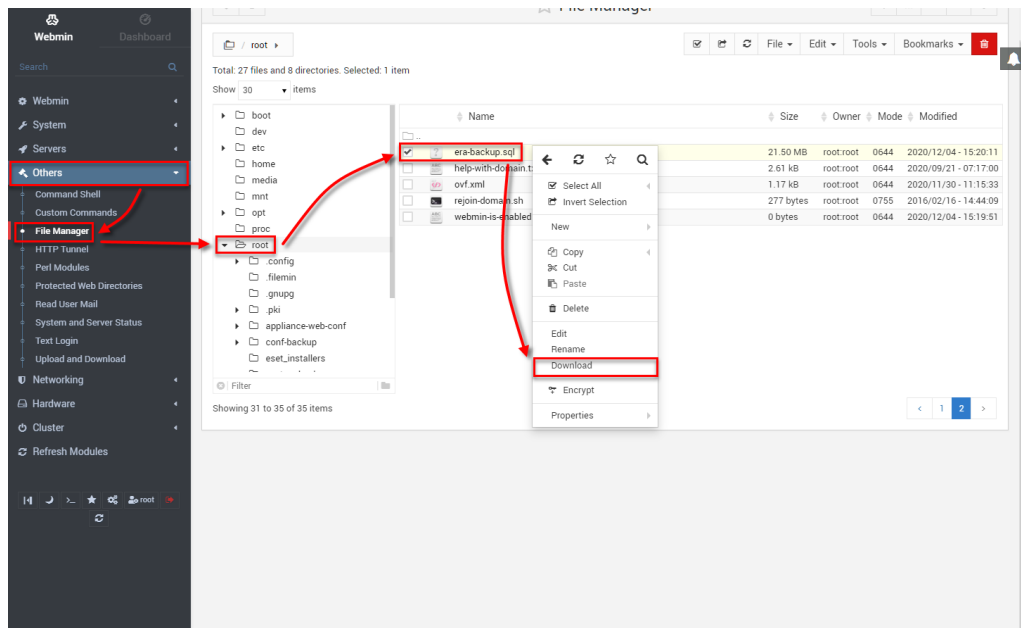 Webmin
Dashboard
File Manager
Search
Webmin
System
Servers
Others
Command Shell
Custom Commands
File Manager
HTTP Tunnel
Perl Modules
Protected Web Directories
Read User Mail
System and Server Status
Text Login
Upload and Download
Networking
Hardware
Cluster
Refresh Modules
>_
root
/ root
File
Edit
Tools
Bookmarks
Total: 27 files and 8 directories. Selected: 1 item
Show 30 items
boot
dev
etc
home
media
mnt
opt
proc
root
.config
.filemin
.gnupg
.pki
appliance-web-conf
conf-backup
eset_installers
Filter
Showing 31 to 35 of 35 items
Name Size Owner Mode Modified
..
era-backup.sql 21.50 MB root:root 0644 2020/12/04 - 15:20:11
help-with-domain.t 2.61 kB root:root 0644 2020/09/21 - 07:17:00
ovf.xml 1.17 kB root:root 0644 2020/11/30 - 11:15:33
rejoin-domain.sh 277 bytes root:root 0755 2016/02/16 - 14:44:09
webmin-is-enabled 0 bytes root:root 0644 2020/12/04 - 15:19:51
Select All
Invert Selection
New
Copy
Cut
Paste
Delete
Edit
Rename
Download
Encrypt
Properties
< 1 2 >